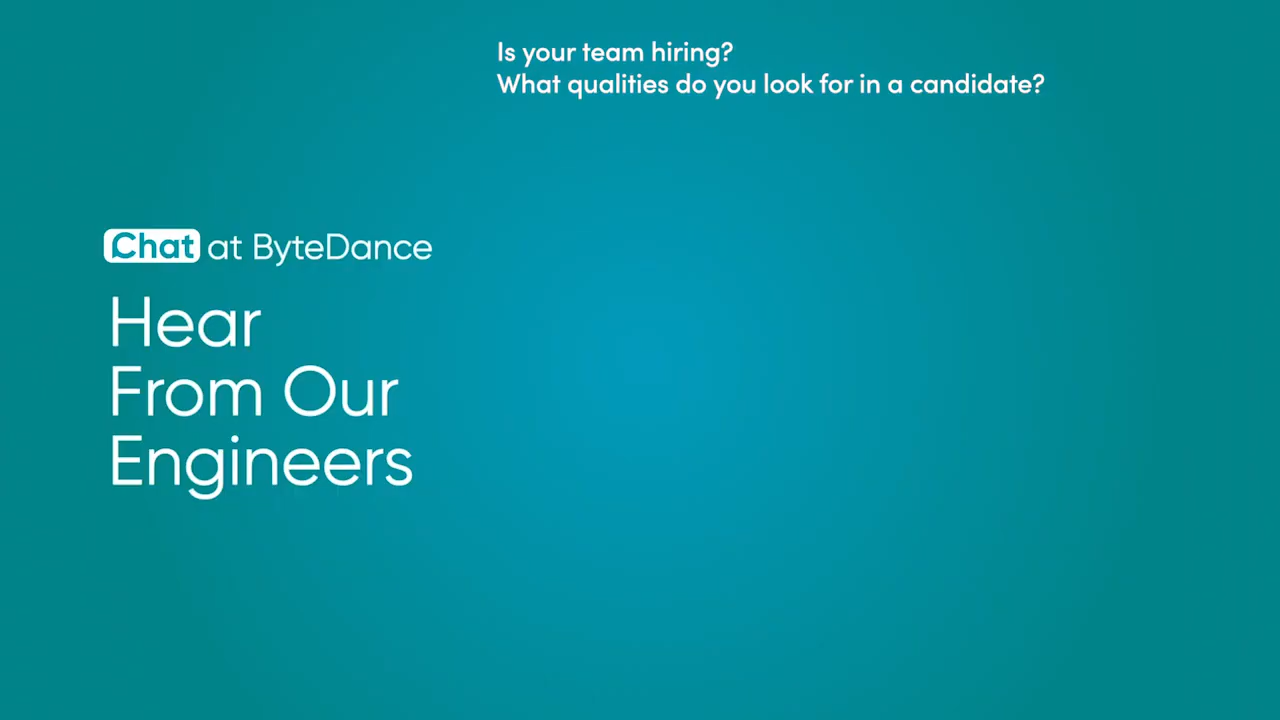 Is your team hiring?
What qualities do you look for in a candidate?
Chat at ByteDance
Hear
From Our
Engineers